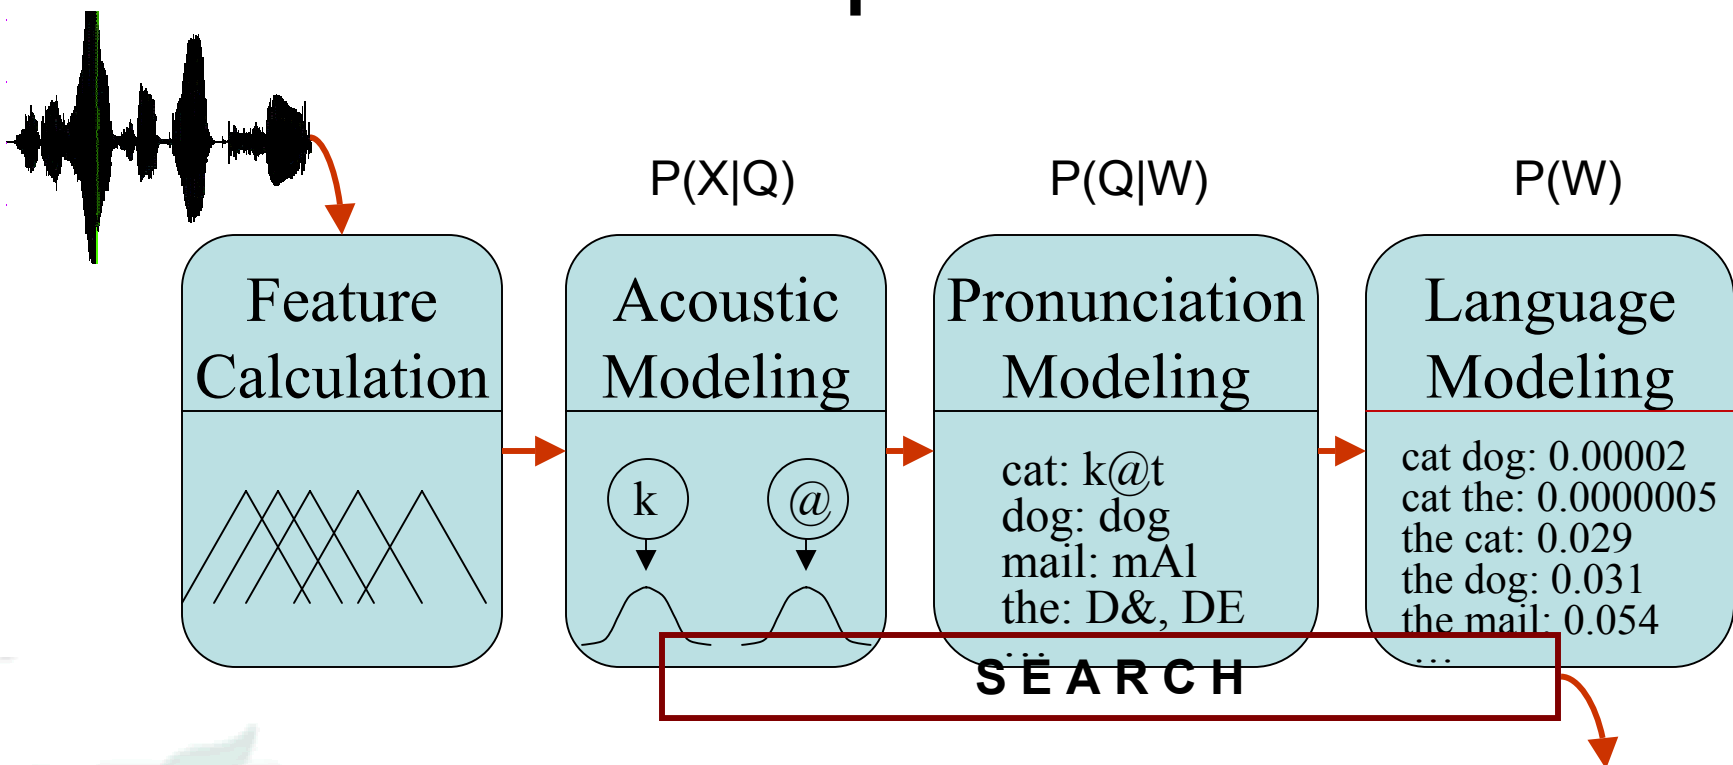 P(X|Q)
P(Q|W)
P(W)
Feature
Calculation
Acoustic
Modeling
k
@
Pronunciation
Modeling
cat: k@t
dog: dog
mail: mAl
the: D&, DE
…
Language
Modeling
cat dog: 0.00002
cat the: 0.0000005
the cat: 0.029
the dog: 0.031
the mail: 0.054
…
S E A R C H